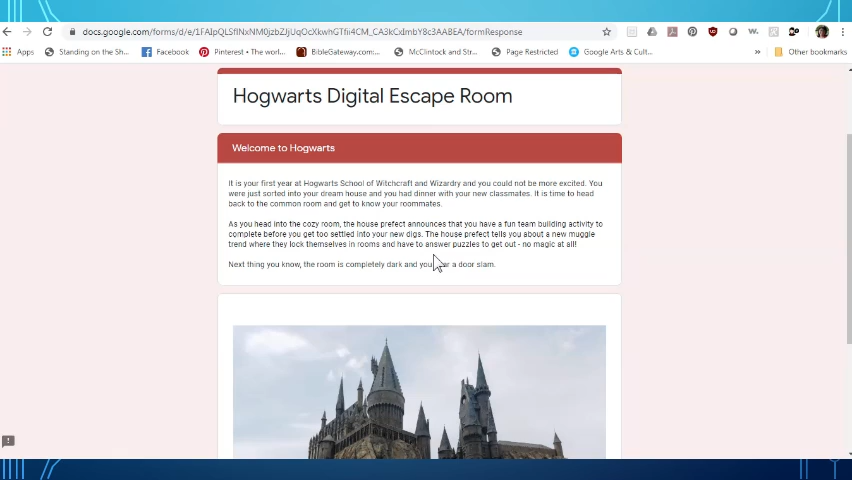 Apps
Standing on the Sh...
Facebook
Pinterest • The worl...
BibleGateway.com:...
McClintock and Str...
Page Restricted
Google Arts & Cult...
»
Other bookmarks
Hogwarts Digital Escape Room
Welcome to Hogwarts
It is your first year at Hogwarts School of Witchcraft and Wizardry and you could not be more excited. You
were just sorted into your dream house and you had dinner with your new classmates. It is time to head
back to the common room and get to know your roommates.
As you head into the cozy room, the house prefect announces that you have a fun team building activity to
complete before you get too settled into your new digs. The house prefect tells you about a new muggle
trend where they lock themselves in rooms and have to answer puzzles to get out - no magic at all!
Next thing you know, the room is completely dark and you a door slam.